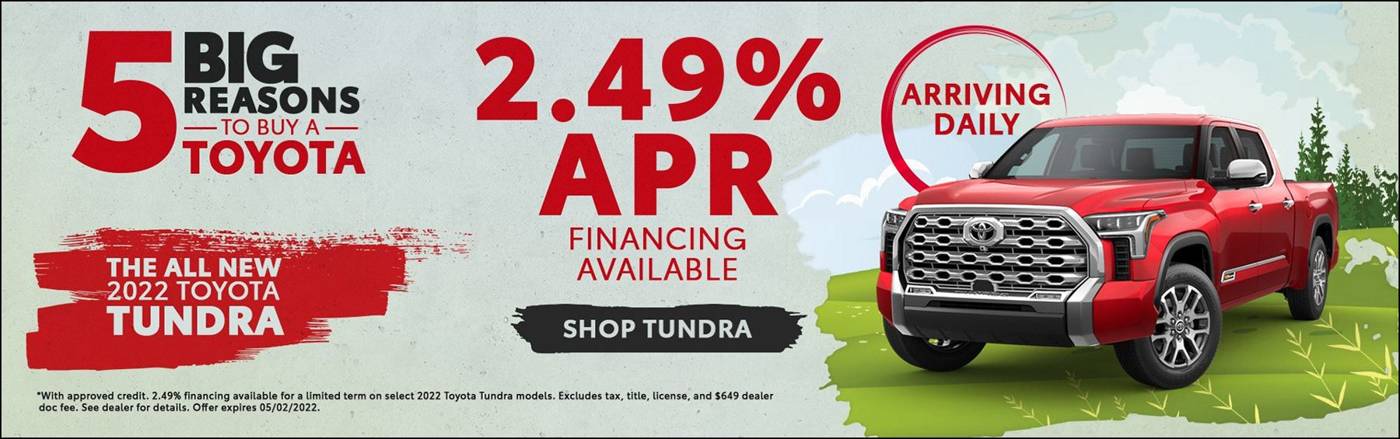 5 BIG
REASONS
TO BUY A
TOYOTA
THE ALL NEW
2022 TOYOTA
TUNDRA
2.49%
APR
FINANCING
AVAILABLE
SHOP TUNDRA
ARRIVING
DAILY
*With approved credit. 2.49% financing available for a limited term on select 2022 Toyota Tundra models. Excludes tax, title, license, and $649 dealer
doc fee. See dealer for details. Offer expires 05/02/2022.